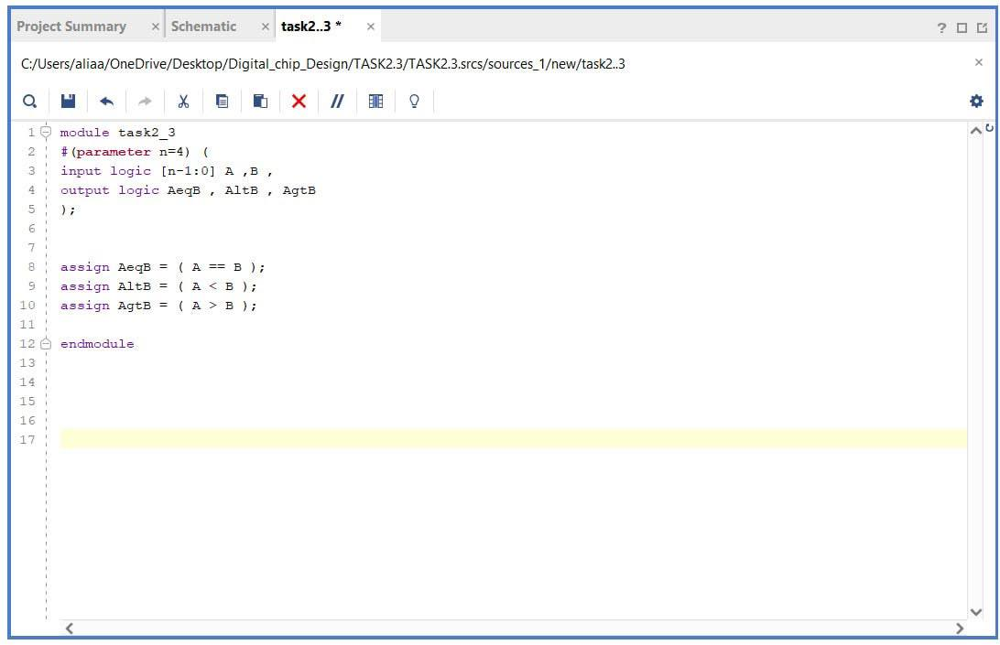 Project Summary × Schematic × task2..3 * × ?
C:/Users/aliaa/OneDrive/Desktop/Digital_chip_Design/TASK2.3/TASK2.3.srcs/sources_1/new/task2..3 ×
//
1 module task2_3
2 #(parameter n=4) (
3 input logic [n-1:0] A ,B ,
4 output logic AeqB , AltB , AgtB
5 );
6
7
8 assign AeqB = ( A == B );
9 assign AltB = ( A < B );
10 assign AgtB = ( A > B );
11
12 endmodule
13
14
15
16
17